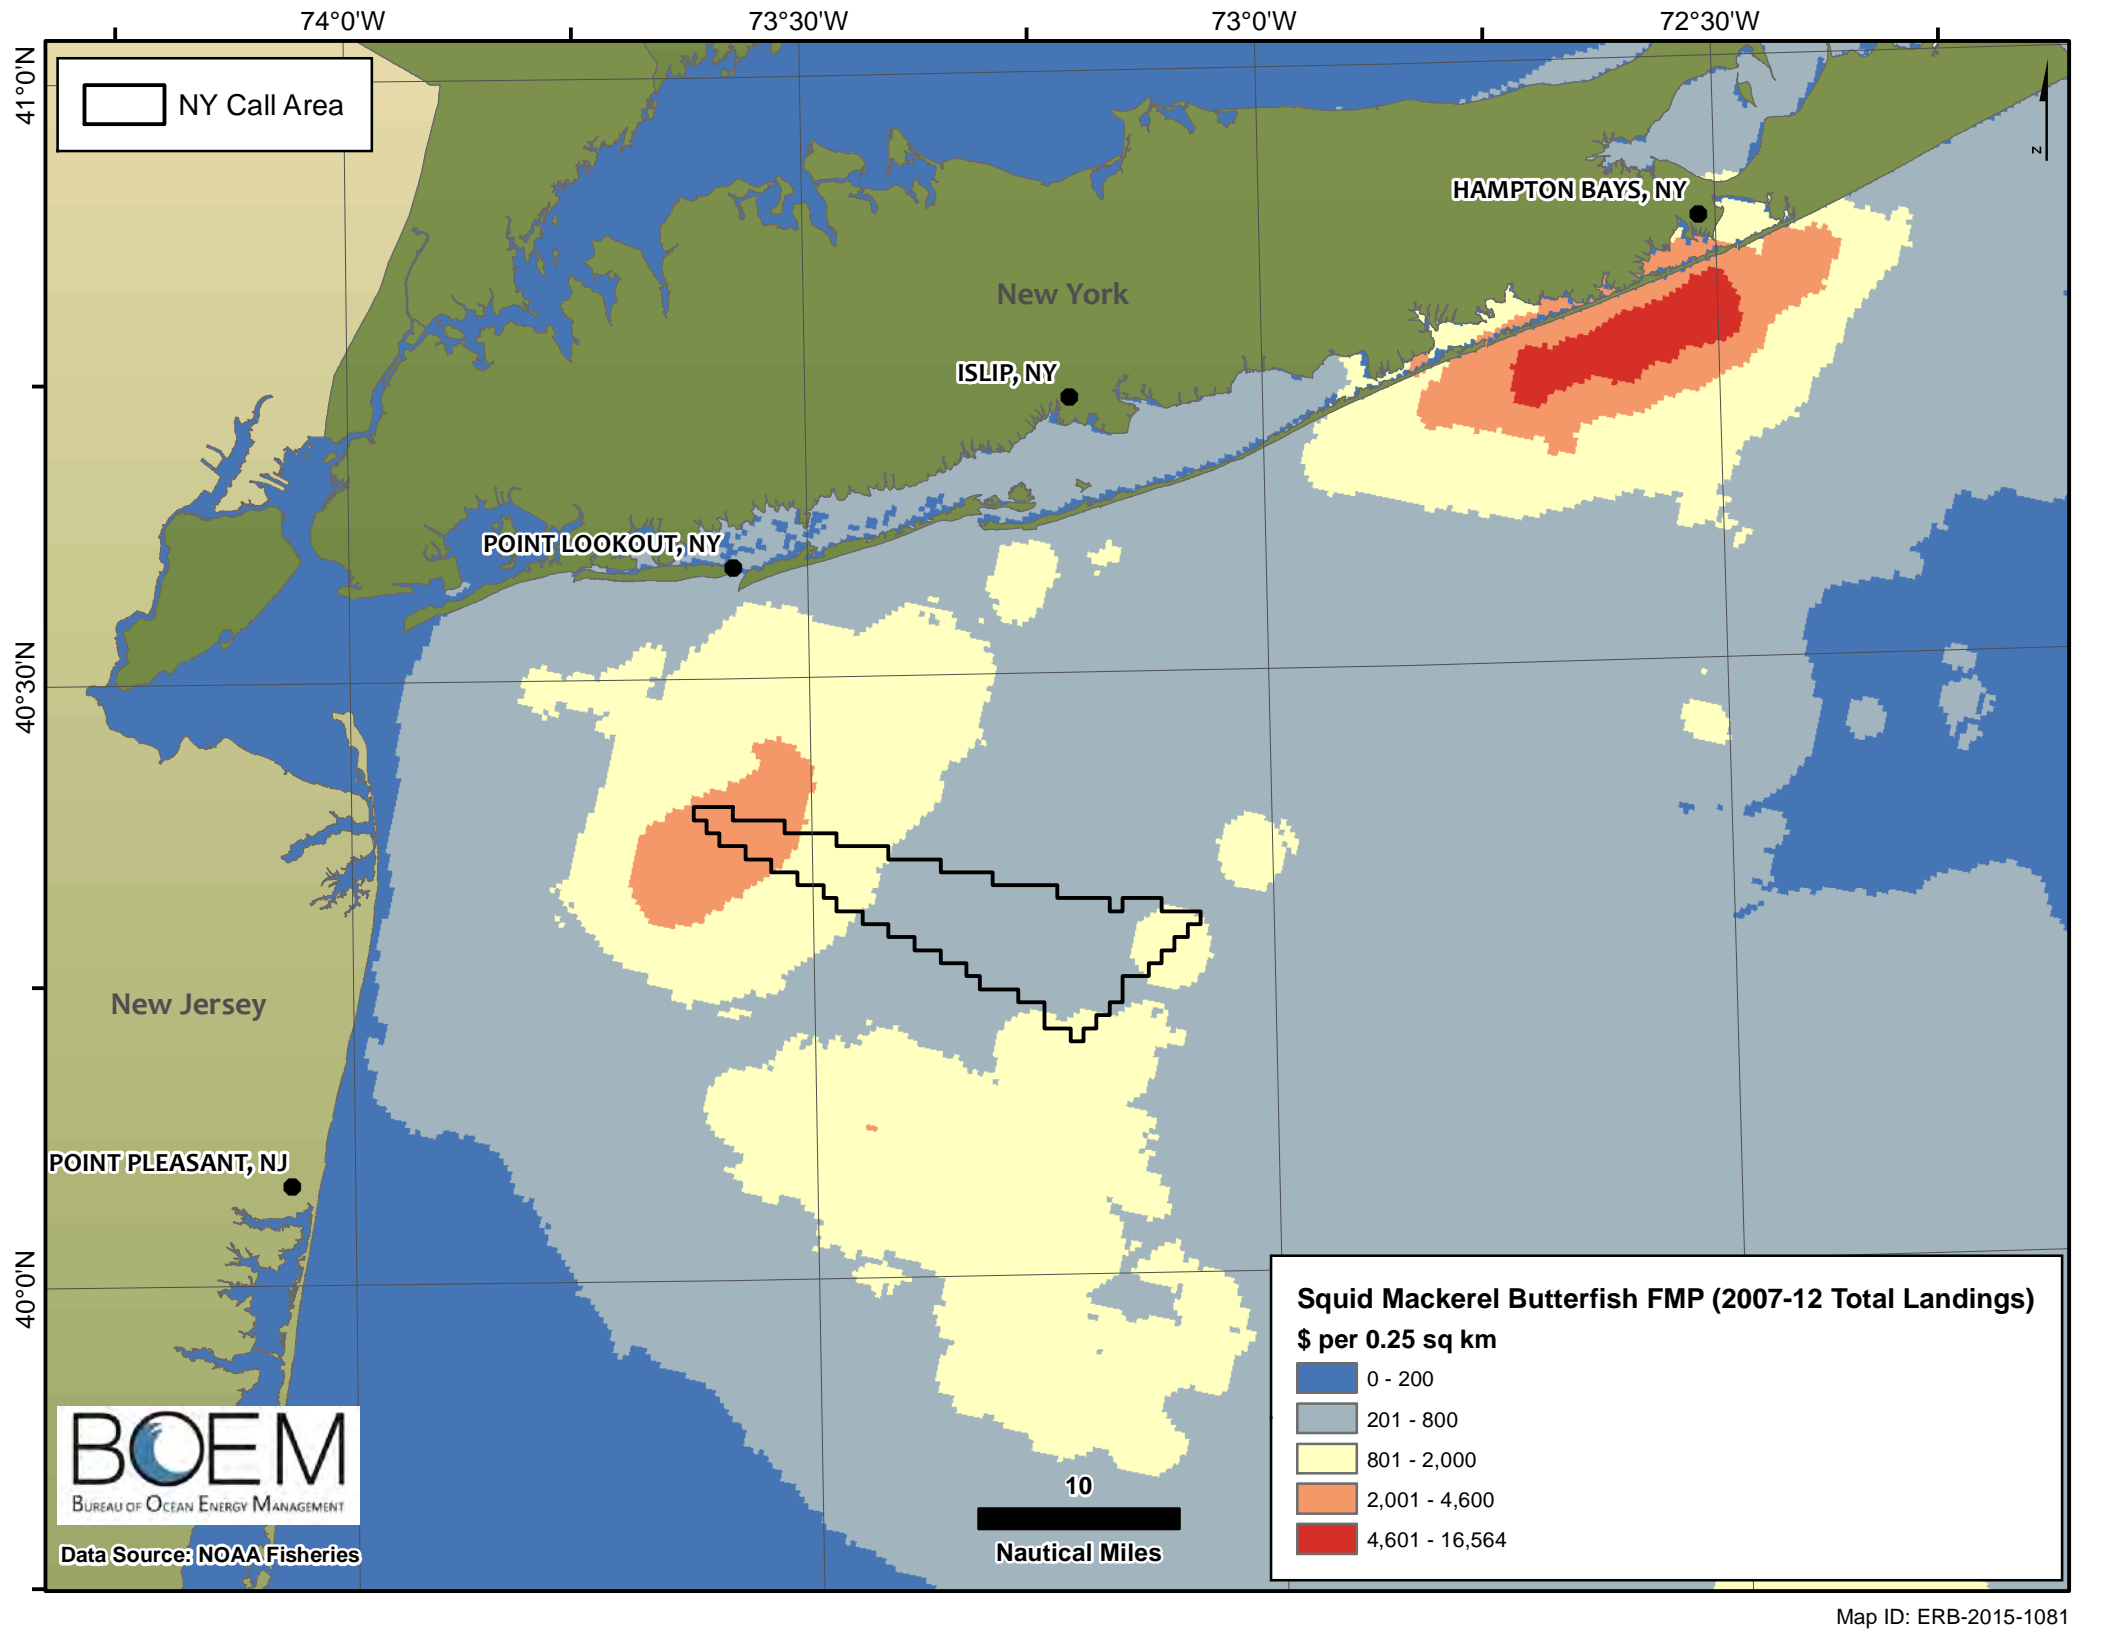 74°0'W
73°30'W
73°0'W
72°30'W
41°0'N
NY Call Area
N
HAMPTON BAYS, NY
New York
ISLIP, NY
POINT LOOKOUT, NY
40°30'N
New Jersey
POINT PLEASANT, NJ
40°0'N
Squid Mackerel Butterfish FMP (2007-12 Total Landings)
$ per 0.25 sq km
0 - 200
201 - 800
801 - 2,000
2,001 - 4,600
4,601 - 16,564
BOEM
BUREAU OF OCEAN ENERGY MANAGEMENT
Data Source: NOAA Fisheries
10
Nautical Miles
Map ID: ERB-2015-1081